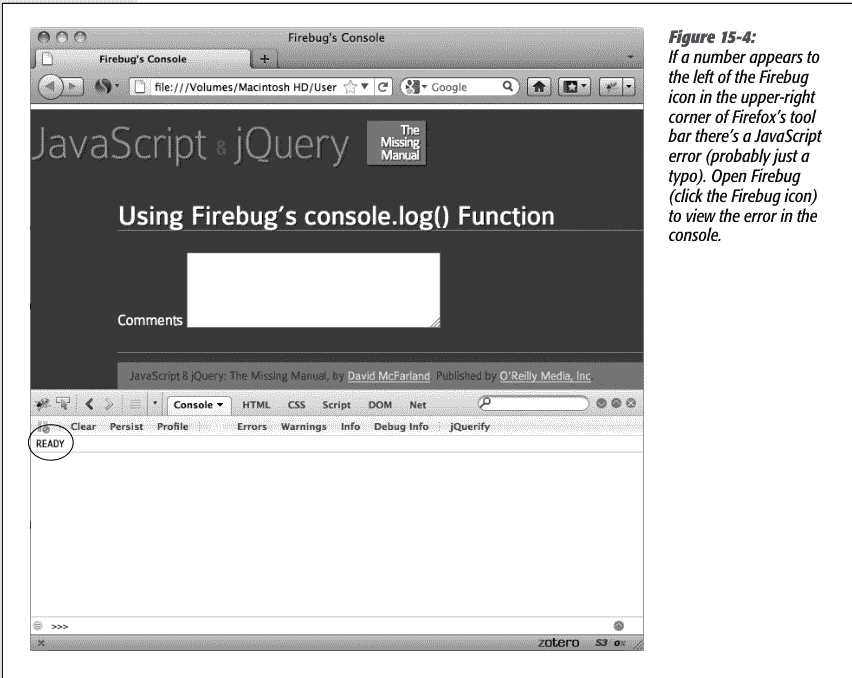 Firebug's Console
Firebug's Console
file:///Volumes/Macintosh HD/User
Google
JavaScript & jQuery
The
Missing
Manual
Using Firebug's console.log() Function
Comments
JavaScript & jQuery: The Missing Manual, by David McFarland. Published by O'Reilly Media, Inc.
Console HTML CSS Script DOM Net
Clear Persist Profile All Errors Warnings Info Debug Info jQuerify
READY
>>>
zotero S3
Figure 15-4:
If a number appears to
the left of the Firebug
icon in the upper-right
corner of Firefox's tool
bar there's a JavaScript
error (probably just a
typo). Open Firebug
(click the Firebug icon)
to view the error in the
console.